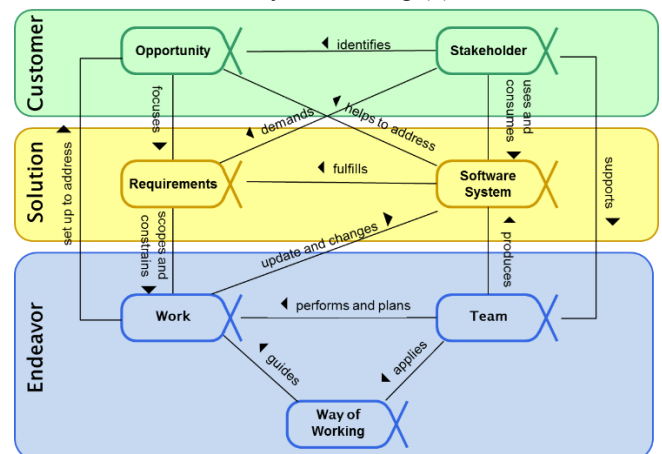 Customer
Opportunity
identifies
Stakeholder
focuses
demands
helps to address
uses and
consumes
Solution
Requirements
fulfills
Software
System
set up to address
supports
scopes and
constrains
update and changes
produces
Endeavor
Work
performs and plans
Team
guides
applies
Way of
Working